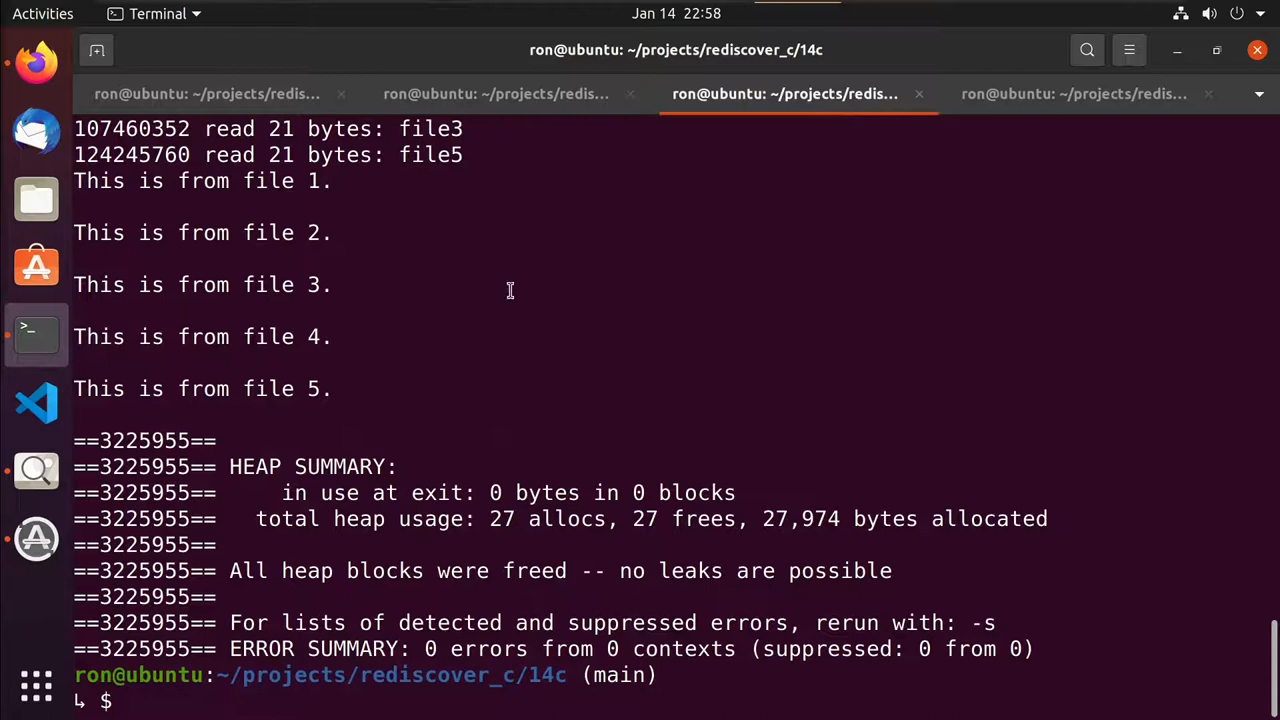 Activities
Terminal
Jan 14 22:58
ron@ubuntu: ~/projects/rediscover_c/14c
ron@ubuntu: ~/projects/redis...
ron@ubuntu: ~/projects/redis...
ron@ubuntu: ~/projects/redis...
ron@ubuntu: ~/projects/redis...
107460352 read 21 bytes: file3
124245760 read 21 bytes: file5
This is from file 1.
This is from file 2.
This is from file 3.
This is from file 4.
This is from file 5.
==3225955==
==3225955== HEAP SUMMARY:
==3225955==     in use at exit: 0 bytes in 0 blocks
==3225955==   total heap usage: 27 allocs, 27 frees, 27,974 bytes allocated
==3225955==
==3225955== All heap blocks were freed -- no leaks are possible
==3225955==
==3225955== For lists of detected and suppressed errors, rerun with: -s
==3225955== ERROR SUMMARY: 0 errors from 0 contexts (suppressed: 0 from 0)
ron@ubuntu:~/projects/rediscover_c/14c (main)
↳ $